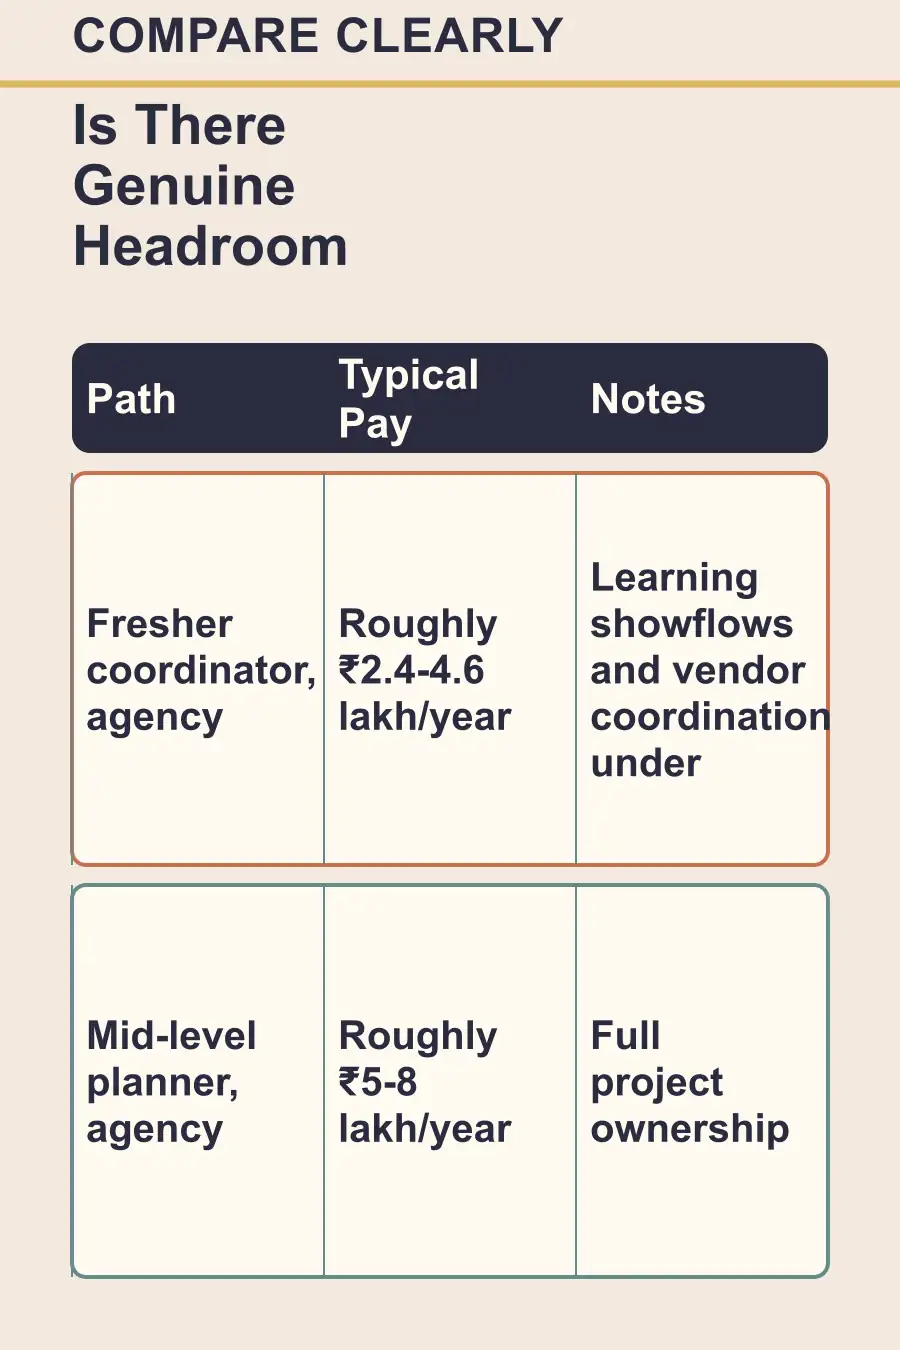 COMPARE CLEARLY
Is There
Genuine
Headroom
Path
Typical
Pay
Notes
Fresher
coordinator,
agency
Roughly
₹2.4-4.6
lakh/year
Learning
showflows
and vendor
coordination
under
Mid-level
planner,
agency
Roughly
₹5-8
lakh/year
Full
project
ownership